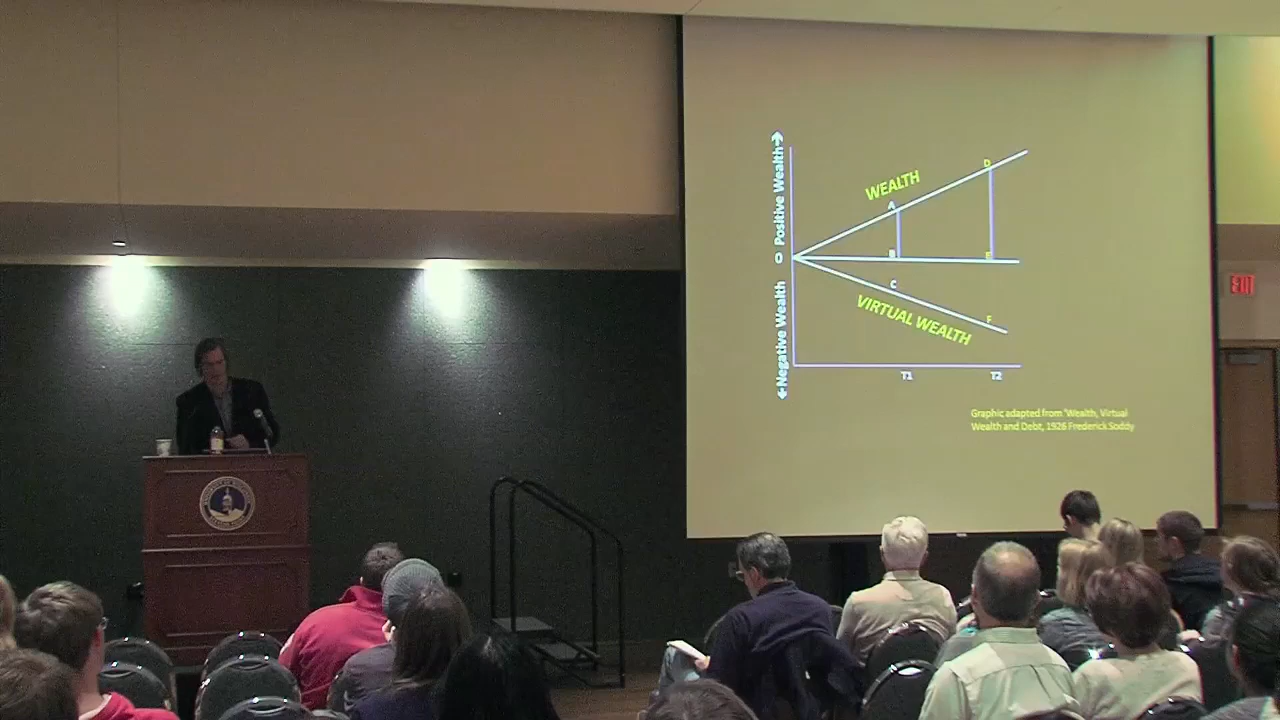 ← Negative Wealth    O    Positive Wealth →
WEALTH
D
A
B
E
C
VIRTUAL WEALTH
F
T1
T2
Graphic adapted from 'Wealth, Virtual
Wealth and Debt, 1926 Frederick Soddy
EXIT